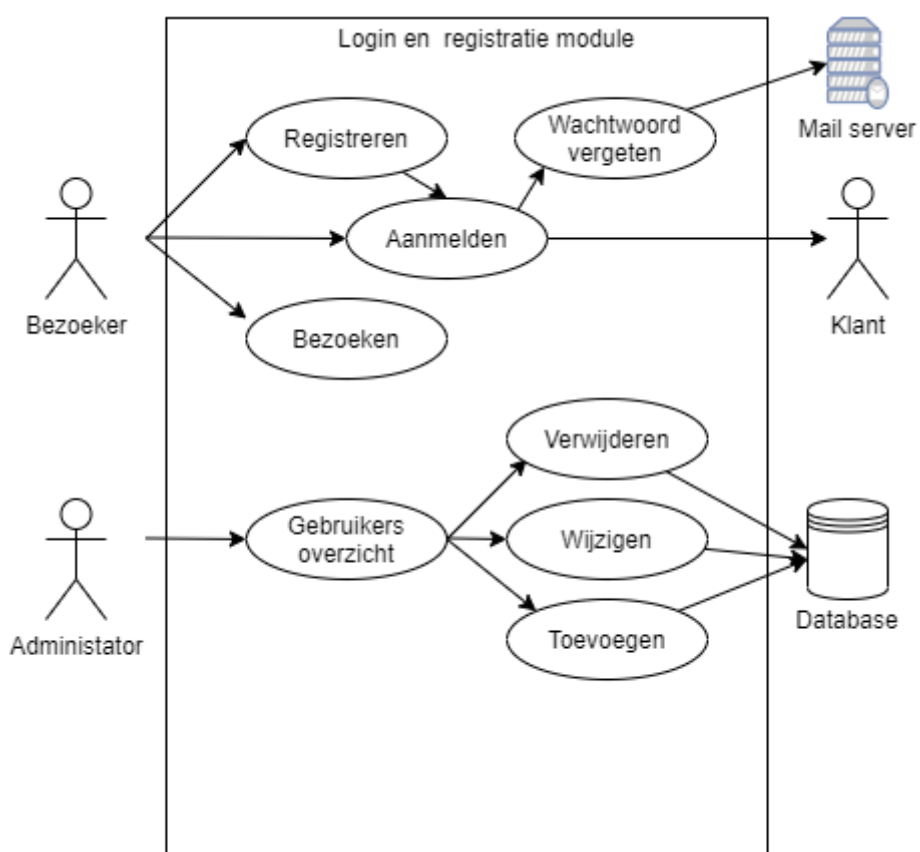 Login en registratie module
Registreren
Wachtwoord
vergeten
Mail server
Aanmelden
Bezoeker
Bezoeken
Klant
Verwijderen
Gebruikers
overzicht
Wijzigen
Administator
Toevoegen
Database